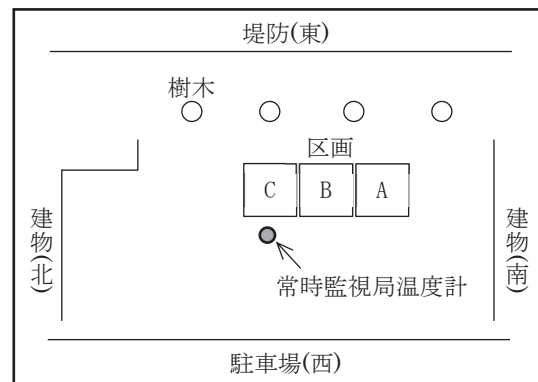 堤防(東)
樹木
区画
C
B
A
建物(北)
建物(南)
常時監視局温度計
駐車場(西)